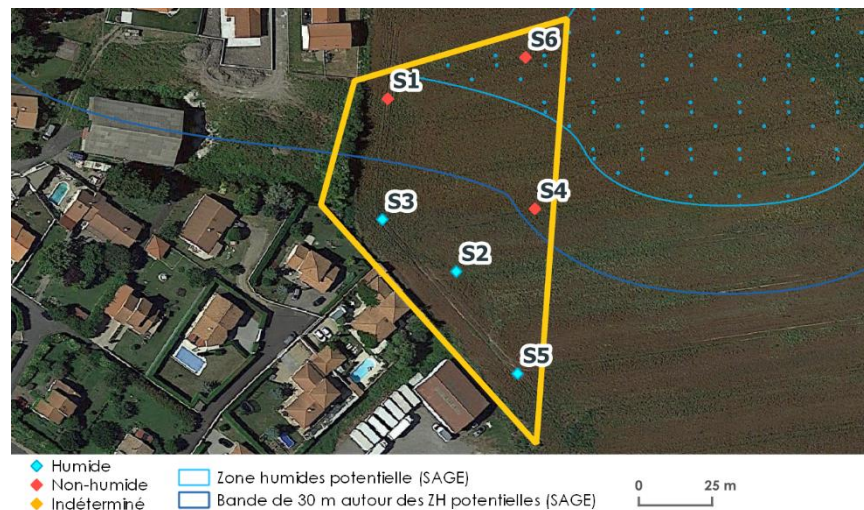 S6
S1
S4
S3
S2
S5
Humide
Non-humide
Indéterminé
Zone humides potentielle (SAGE)
Bande de 30 m autour des ZH potentielles (SAGE)
0 25 m